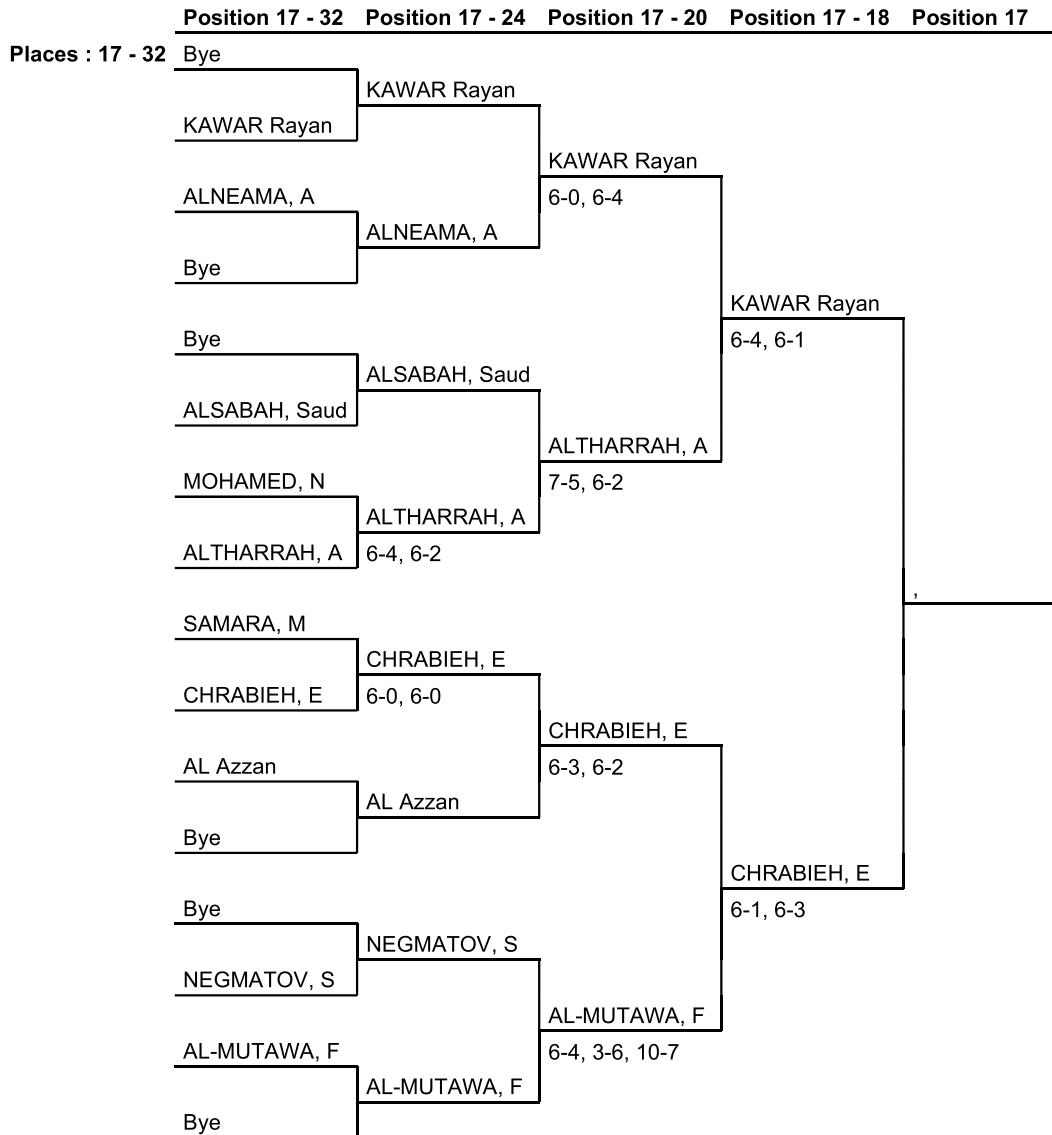 Position 17 - 32 Position 17 - 24 Position 17 - 20 Position 17 - 18 Position 17
Places : 17 - 32 Bye
KAWAR Rayan
KAWAR Rayan
KAWAR Rayan
ALNEAMA, A
6-0, 6-4
ALNEAMA, A
Bye
KAWAR Rayan
Bye
6-4, 6-1
ALSABAH, Saud
ALSABAH, Saud
ALTHARRAH, A
MOHAMED, N
7-5, 6-2
ALTHARRAH, A
ALTHARRAH, A
6-4, 6-2
,
SAMARA, M
CHRABIEH, E
CHRABIEH, E
6-0, 6-0
CHRABIEH, E
AL Azzan
6-3, 6-2
AL Azzan
Bye
CHRABIEH, E
Bye
6-1, 6-3
NEGMATOV, S
NEGMATOV, S
AL-MUTAWA, F
AL-MUTAWA, F
6-4, 3-6, 10-7
AL-MUTAWA, F
Bye